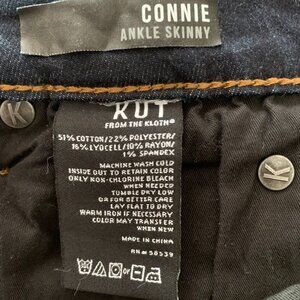 CONNIE
ANKLE SKINNY
KUT
FROM THE KLOTH®
51% COTTON/22% POLYESTER/
16% LYOCELL/10% RAYON/
1% SPANDEX
MACHINE WASH COLD
INSIDE OUT TO RETAIN COLOR
ONLY NON-CHLORINE BLEACH
WHEN NEEDED
TUMBLE DRY LOW
OR FOR BETTER CARE
LAY FLAT TO DRY
WARM IRON IF NECESSARY
COLOR MAY TRANSFER
WHEN NEW
MADE IN CHINA
RN# 58539
K
K